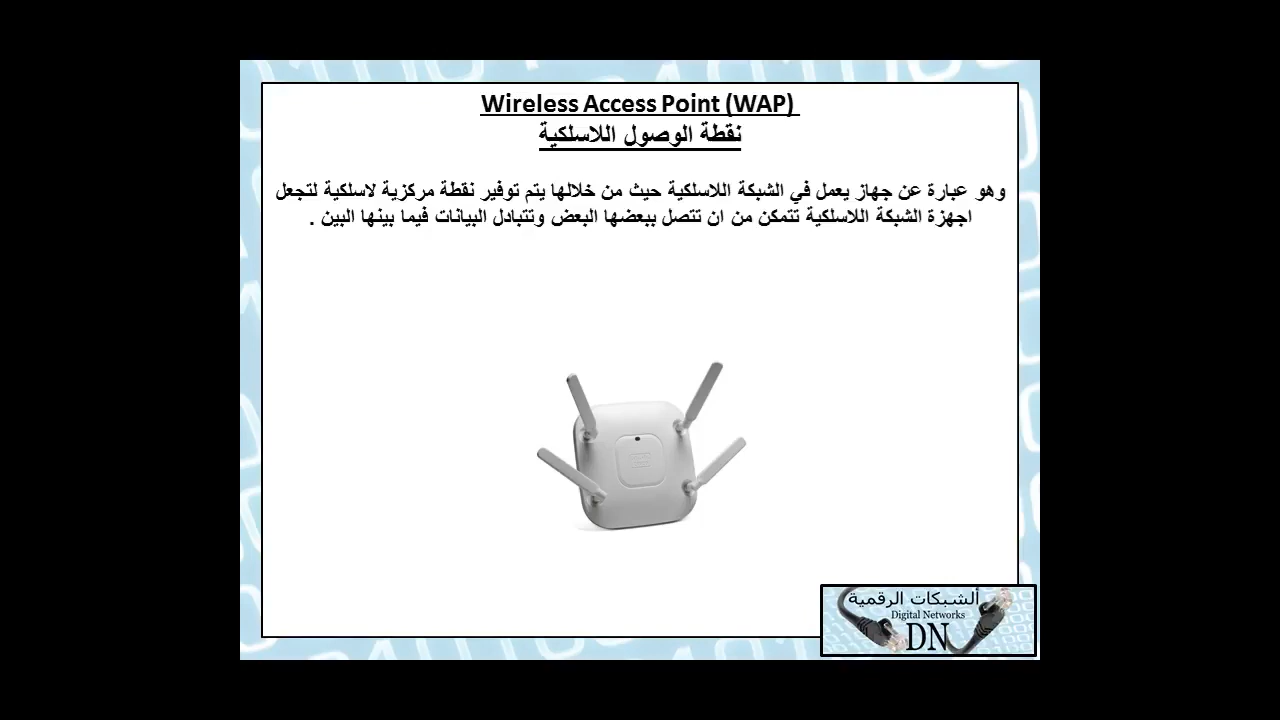 Wireless Access Point (WAP)
نقطة الوصول اللاسلكية
وهو عبارة عن جهاز يعمل في الشبكة اللاسلكية حيث من خلالها يتم توفير نقطة مركزية لاسلكية لتجعل
اجهزة الشبكة اللاسلكية تتمكن من ان تتصل ببعضها البعض وتتبادل البيانات فيما بينها البين .
ألشبكات الرقمية
Digital Networks
DN